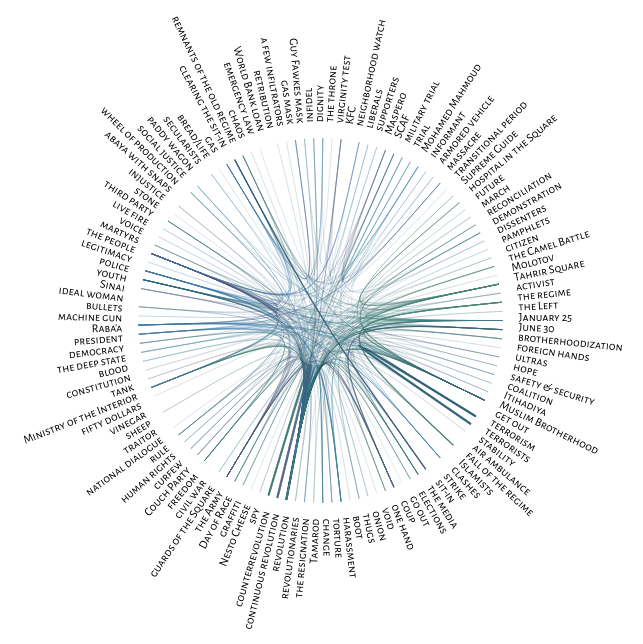 INFIDEL
DIGNITY
THE THRONE
VIRGINITY TEST
KFC
NEIGHBORHOOD WATCH
LIBERALS
SUPPORTERS
MASPERO
SCAF
MILITARY TRIAL
TRIAL
MOHAMED MAHMOUD
INFORMANT
ARMORED VEHICLE
MASSACRE
TRANSITIONAL PERIOD
SUPREME GUIDE
HOSPITAL IN THE SQUARE
FUTURE
MARCH
RECONCILIATION
DEMONSTRATION
DISSENTERS
PAMPHLETS
CITIZEN
THE CAMEL BATTLE
MOLOTOV
TAHRIR SQUARE
ACTIVIST
THE REGIME
THE LEFT
JANUARY 25
JUNE 30
BROTHERHOODIZATION
FOREIGN HANDS
ULTRAS
HOPE
SAFETY & SECURITY
COALITION
ITIHADIYA
MUSLIM BROTHERHOOD
GET OUT
TERRORISM
TERRORISTS
STABILITY
AIR AMBULANCE
ISLAMISTS
FALL OF THE REGIME
CLASHES
STRIKE
SIT-IN
THE MEDIA
ELECTIONS
GO OUT
COUP
ONE HAND
VOID
ONION
THUGS
BOOT
HARASSMENT
TORTURE
CHANGE
TAMAROD
THE RESIGNATION
REVOLUTIONARIES
REVOLUTION
CONTINUOUS REVOLUTION
COUNTERREVOLUTION
SPY
NESTO CHEESE
GRAFFITI
DAY OF RAGE
THE ARMY
GUARDS OF THE SQUARE
CIVIL WAR
FREEDOM
COUCH PARTY
CURFEW
HUMAN RIGHTS
RULE
NATIONAL DIALOGUE
TRAITOR
SHEEP
VINEGAR
FIFTY DOLLARS
MINISTRY OF THE INTERIOR
TANK
CONSTITUTION
BLOOD
THE DEEP STATE
DEMOCRACY
PRESIDENT
RABA'A
MACHINE GUN
BULLETS
IDEAL WOMAN
SINAI
YOUTH
POLICE
LEGITIMACY
THE PEOPLE
MARTYRS
VOICE
LIVE FIRE
THIRD PARTY
STONE
INJUSTICE
ABAYA WITH SNAPS
WHEEL OF PRODUCTION
SOCIAL JUSTICE
PADDY WAGON
SECULARISTS
BREAD/LIFE
GAS
CLEARING THE SIT-IN
REMNANTS OF THE OLD REGIME
CHAOS
EMERGENCY LAW
WORLD BANK LOAN
RETRIBUTION
A FEW INFILTRATORS
GAS MASK
GUY FAWKES MASK